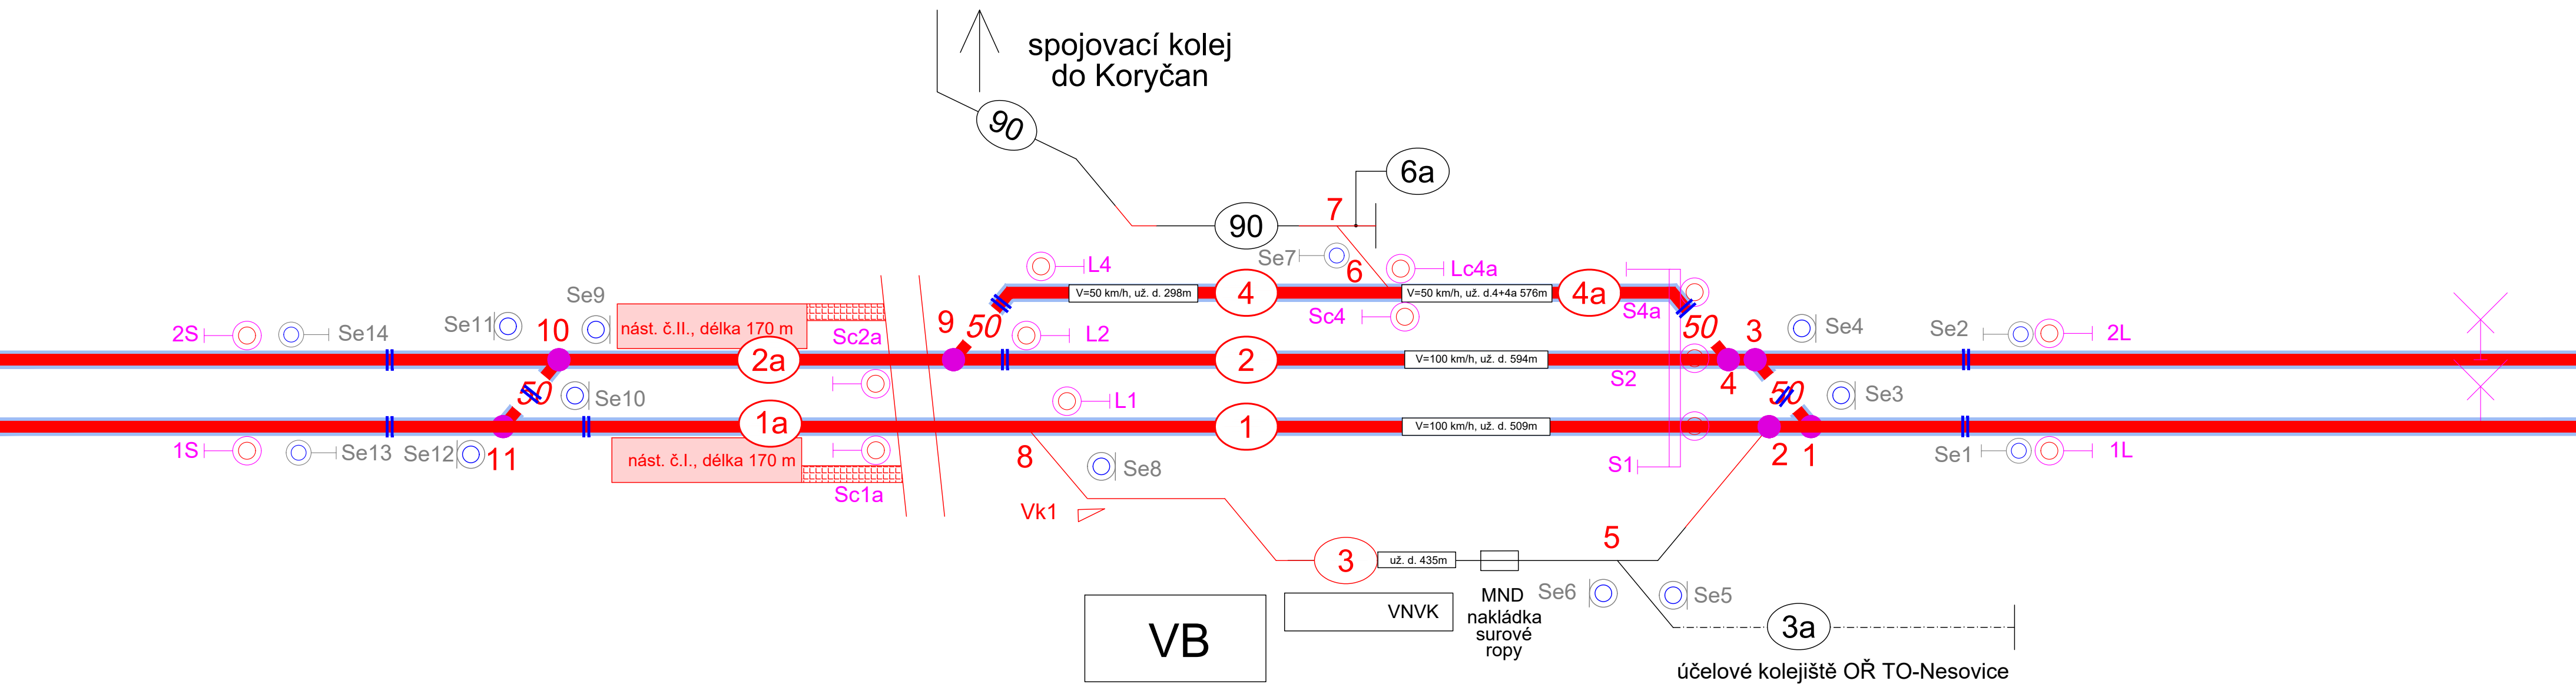 spojovací kolej
do Koryčan
90
6a
90
7
Se7
6
L4
Lc4a
V=50 km/h, už. d. 298m
4
V=50 km/h, už. d.4+4a 576m
4a
Sc4
S4a
Se9
Se11
10
nást. č.II., délka 170 m
Sc2a
9
50
L2
50
3
Se4
Se2
2L
2S
Se14
2a
2
V=100 km/h, už. d. 594m
S2
4
50
Se10
50
Se3
L1
1a
1
V=100 km/h, už. d. 509m
1S
Se13
Se12
11
nást. č.I., délka 170 m
Sc1a
8
Se8
S1
2
1
Se1
1L
Vk1
5
3
už. d. 435m
MND
nakládka
surové
ropy
Se6
Se5
VNVK
VB
3a
účelové kolejiště OŘ TO-Nesovice